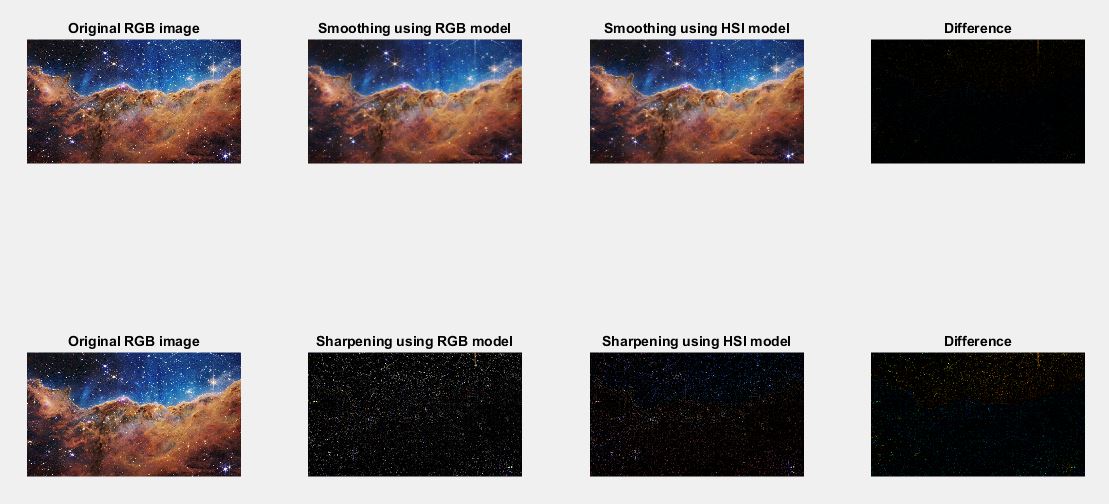 Original RGB image
Smoothing using RGB model
Smoothing using HSI model
Difference
Original RGB image
Sharpening using RGB model
Sharpening using HSI model
Difference